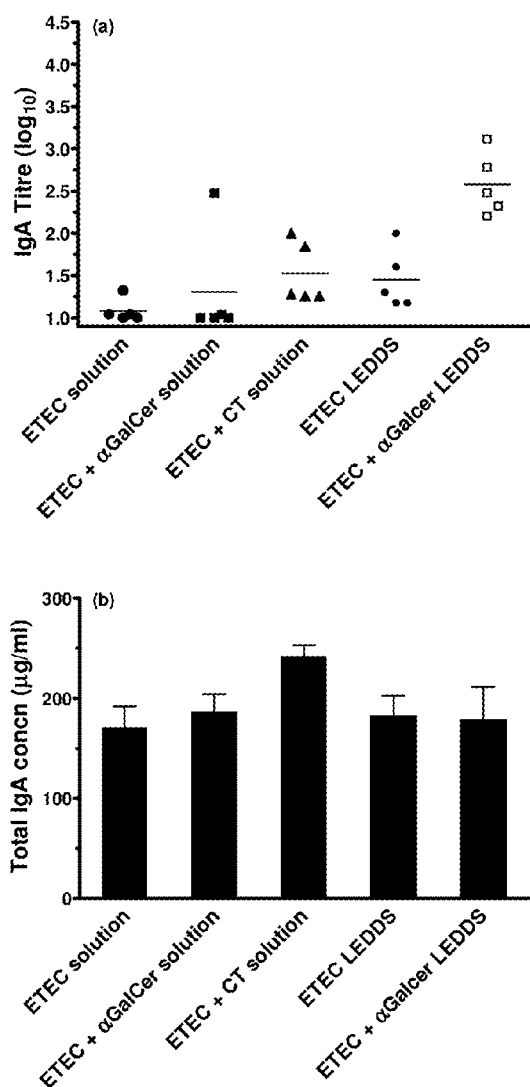 (a)
IgA Titre (log₁₀)
4.5
4.0
3.5
3.0
2.5
2.0
1.5
1.0
ETEC solution
ETEC + αGalCer solution
ETEC + CT solution
ETEC LEDDS
ETEC + αGalcer LEDDS
(b)
Total IgA concn (μg/ml)
300
200
100
0
ETEC solution
ETEC + αGalCer solution
ETEC + CT solution
ETEC LEDDS
ETEC + αGalcer LEDDS